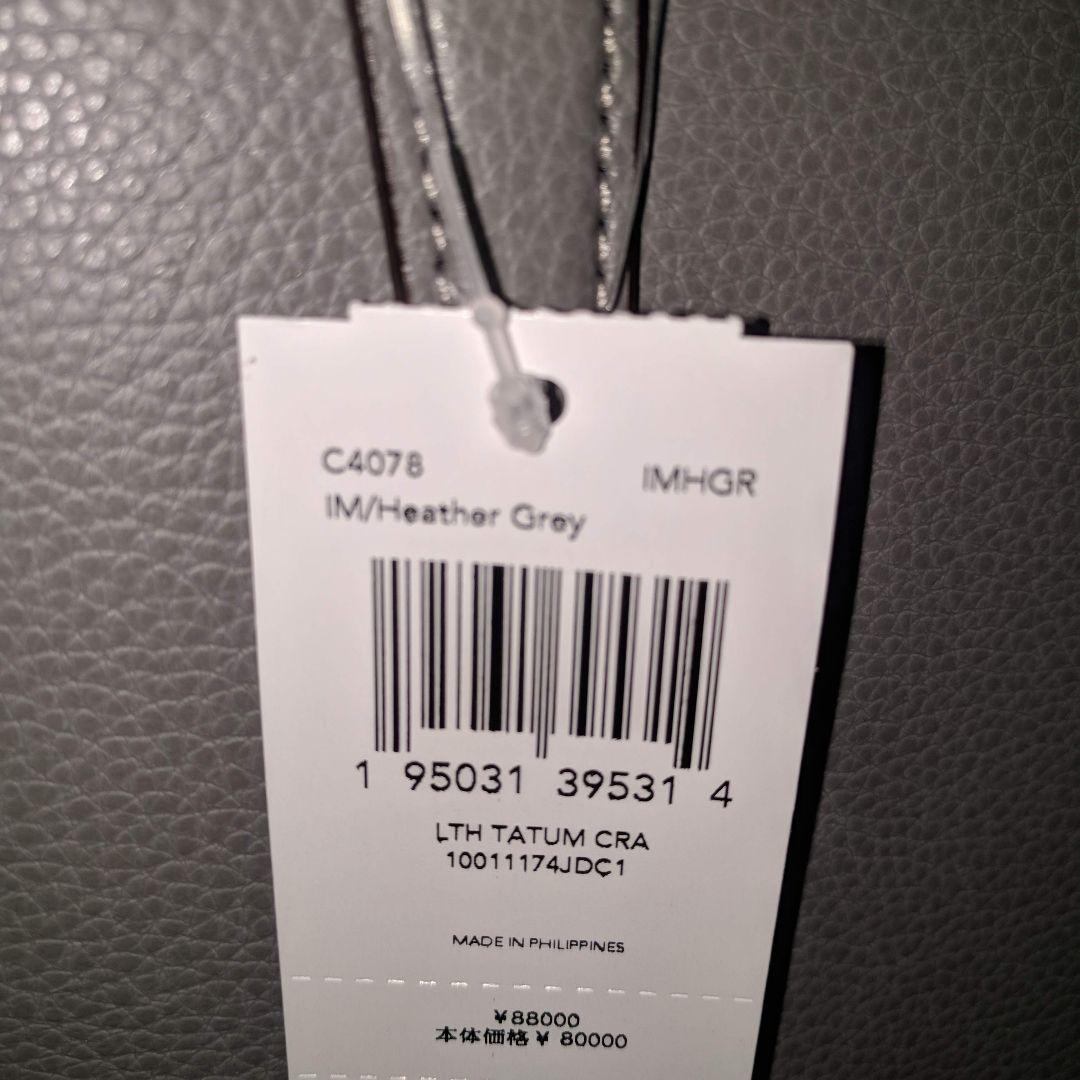 C4078 IMHGR
IM/Heather Grey
1 95031 39531 4
LTH TATUM CRA
10011174JDC1
MADE IN PHILIPPINES
¥88000
本体価格¥ 80000